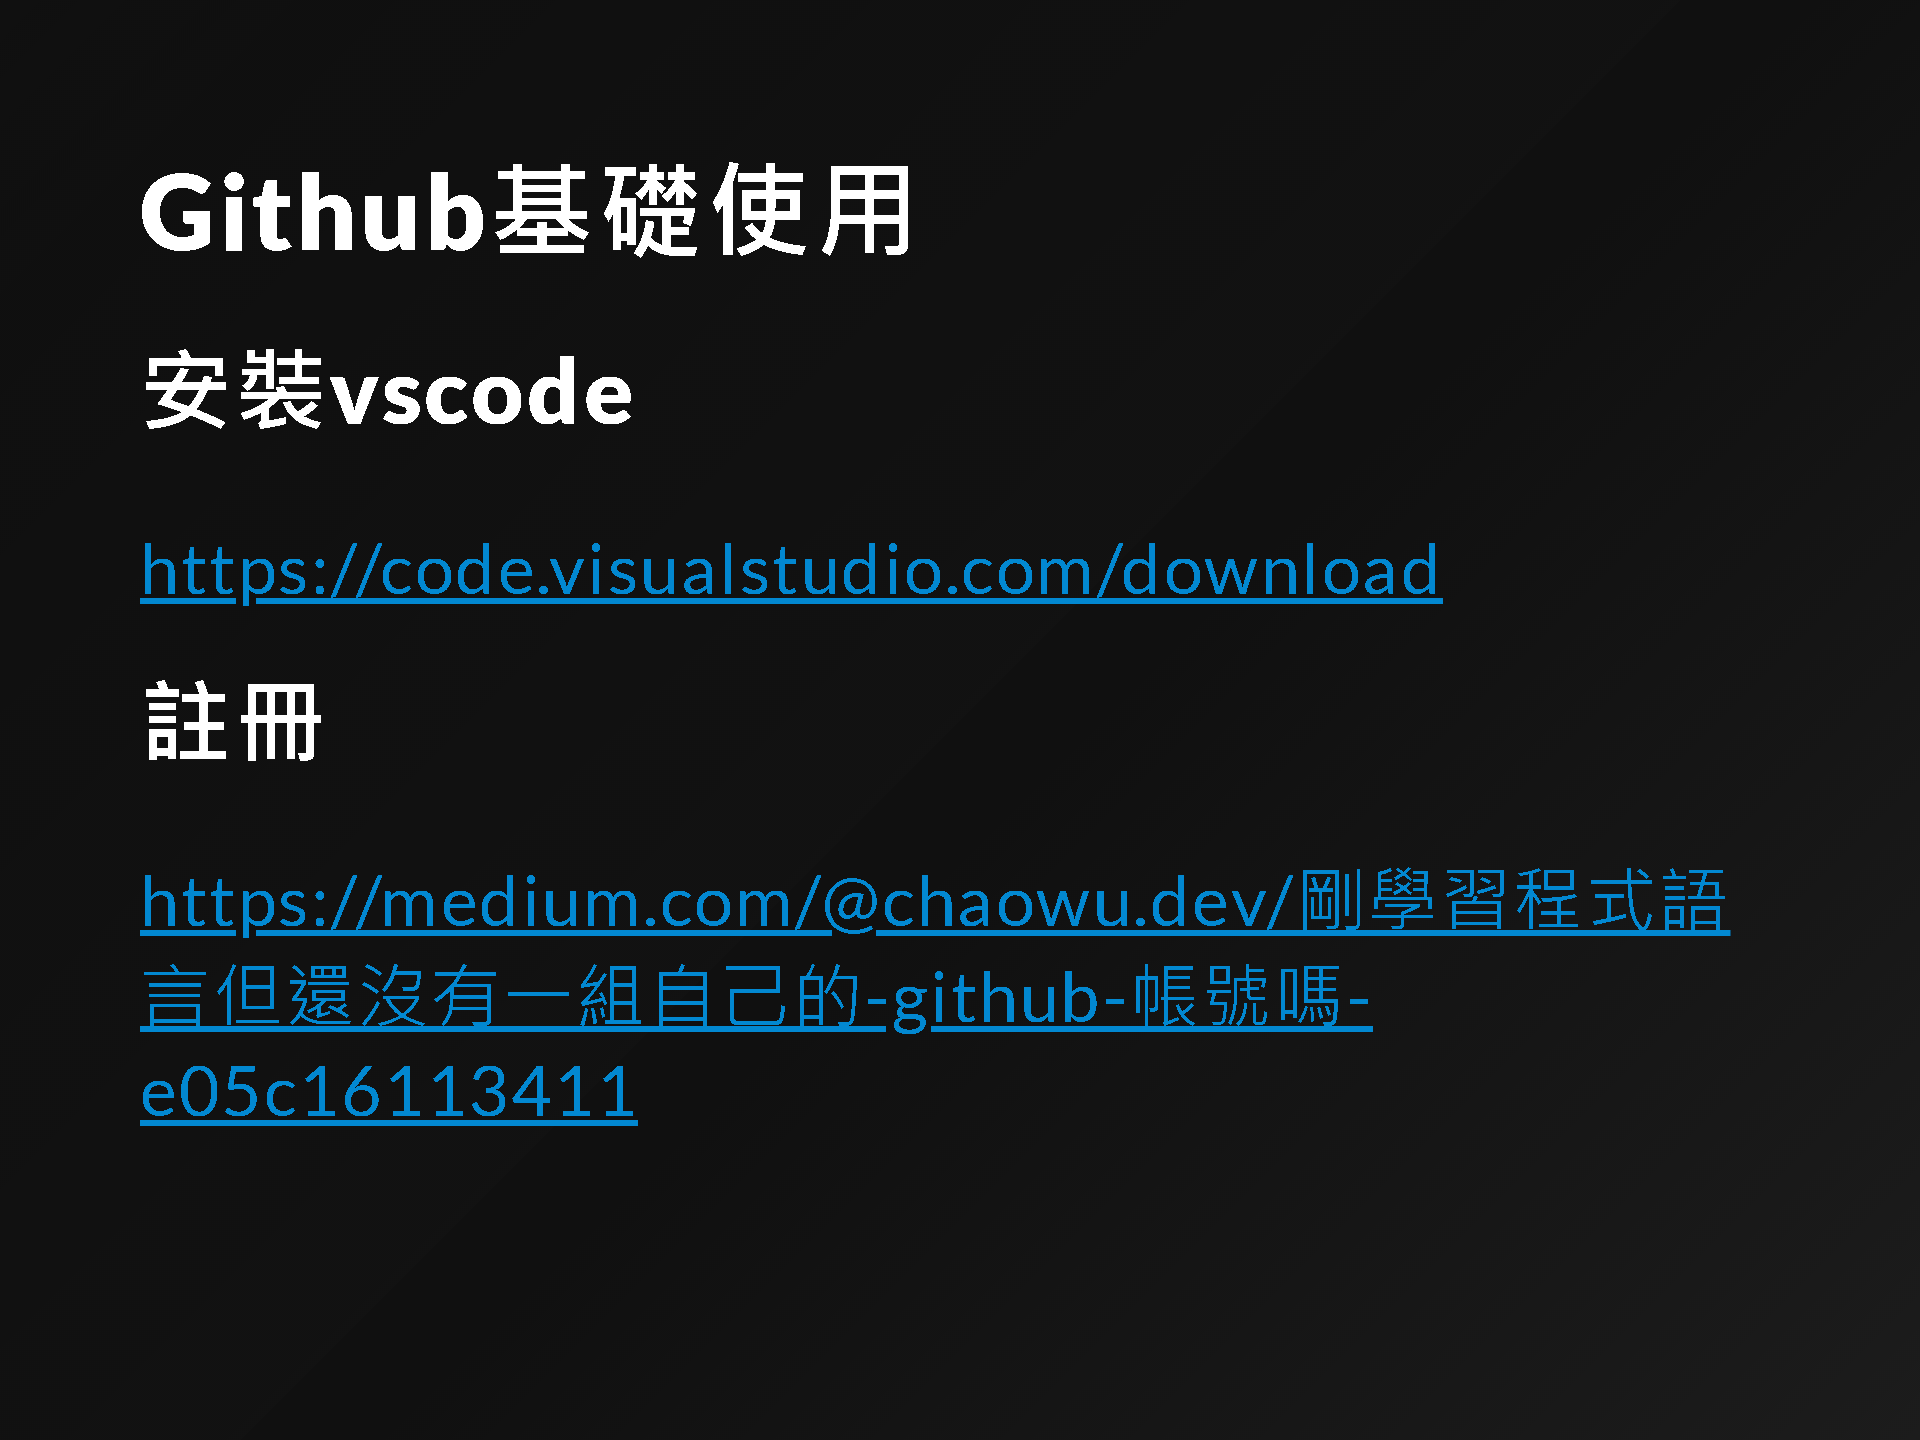 Github基礎使用
安裝vscode
https://code.visualstudio.com/download
註冊
https://medium.com/@chaowu.dev/剛學習程式語
言但還沒有一組自己的-github-帳號嗎-
e05c16113411